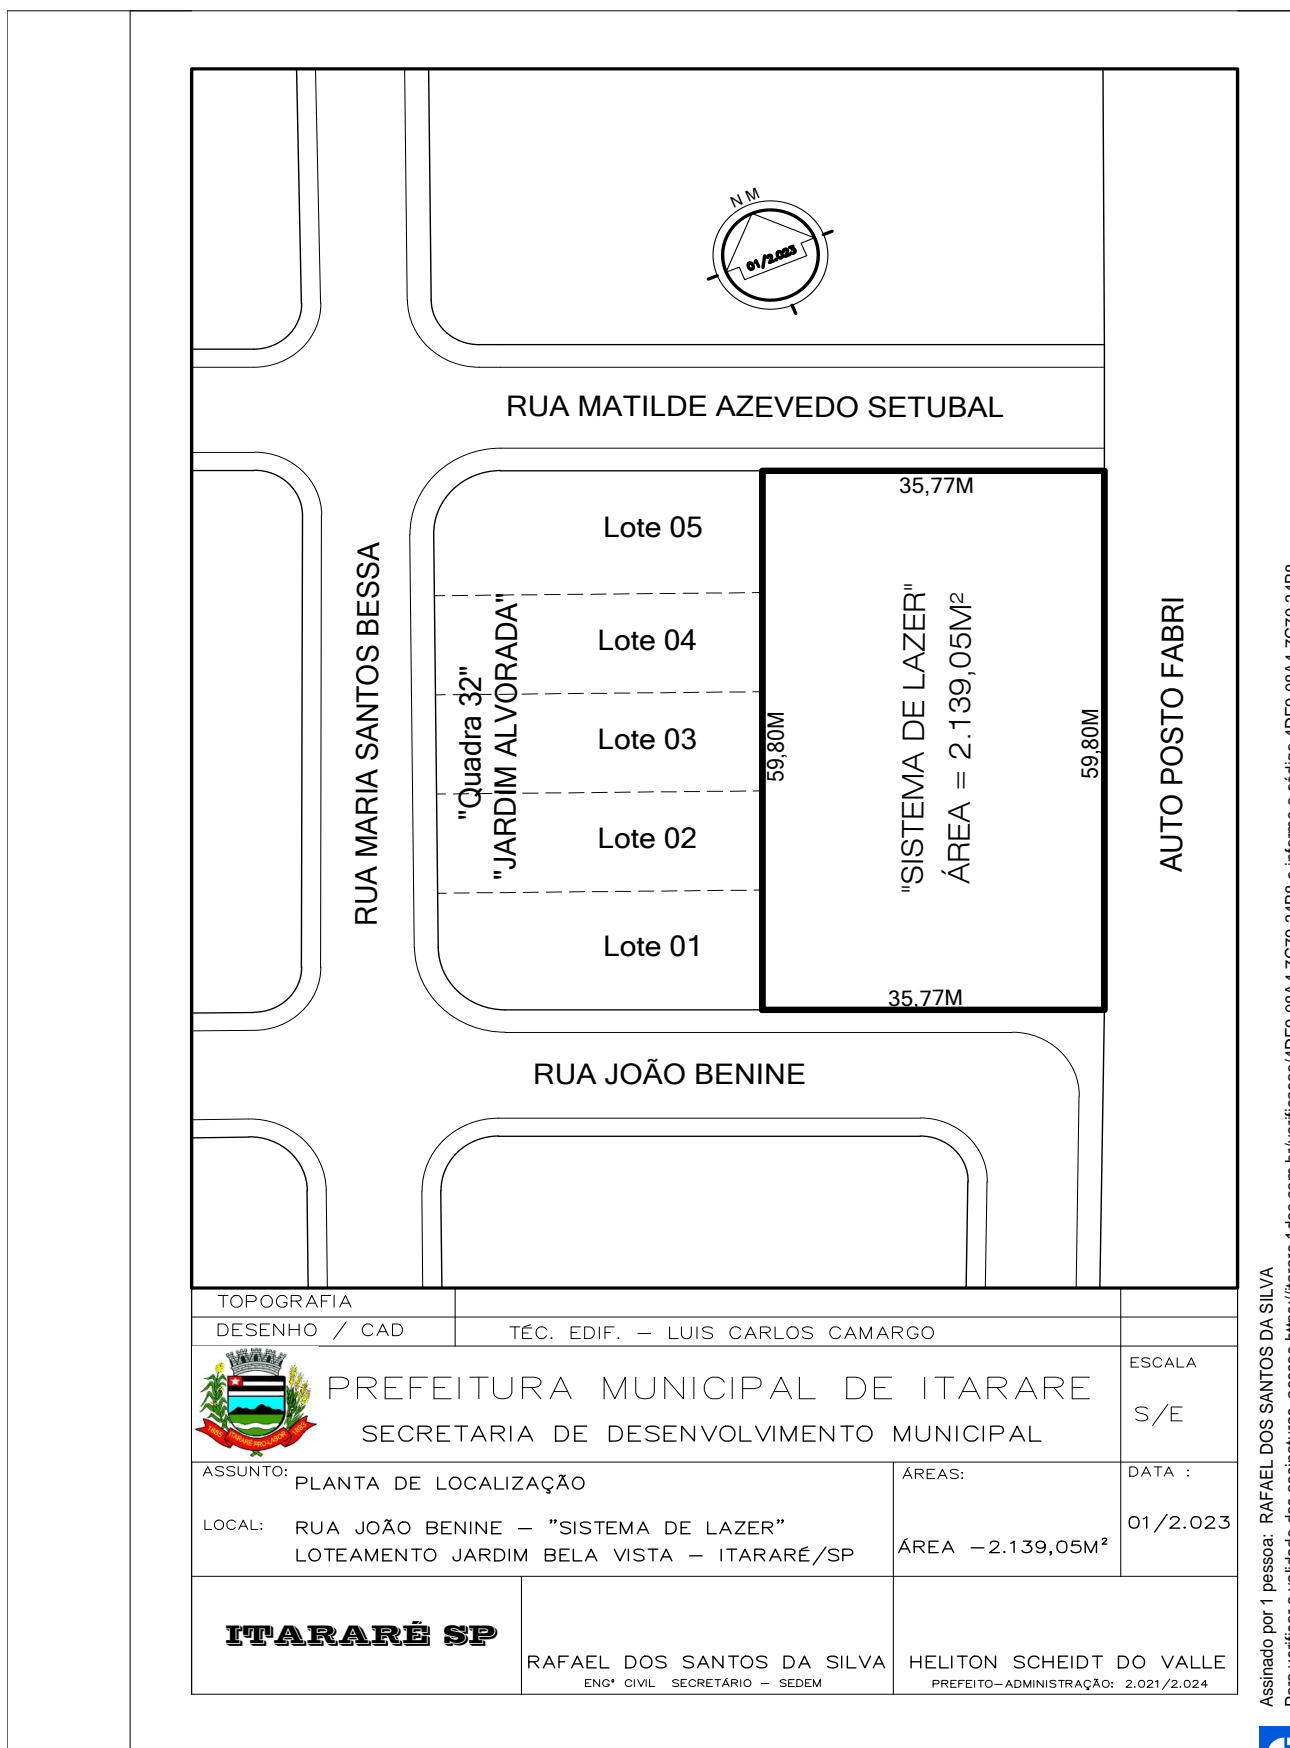 NM
01/2.023
RUA MATILDE AZEVEDO SETUBAL
35,77M
Lote 05
Lote 04
Lote 03
Lote 02
Lote 01
RUA MARIA SANTOS BESSA
"Quadra 32"
"JARDIM ALVORADA"
59,80M
"SISTEMA DE LAZER"
ÁREA = 2.139,05M²
59,80M
AUTO POSTO FABRI
35,77M
RUA JOÃO BENINE
TOPOGRAFIA
DESENHO / CAD TÉC. EDIF. – LUIS CARLOS CAMARGO
PREFEITURA MUNICIPAL DE ITARARE
SECRETARIA DE DESENVOLVIMENTO MUNICIPAL
ESCALA
S/E
1885 ITARARÉ PRO-LABOR 1893
ASSUNTO: PLANTA DE LOCALIZAÇÃO
LOCAL: RUA JOÃO BENINE – "SISTEMA DE LAZER"
LOTEAMENTO JARDIM BELA VISTA – ITARARÉ/SP
ÁREAS:
ÁREA –2.139,05M²
DATA :
01/2.023
ITARARÉ SP
RAFAEL DOS SANTOS DA SILVA
ENGº CIVIL SECRETÁRIO – SEDEM
HELITON SCHEIDT DO VALLE
PREFEITO–ADMINISTRAÇÃO: 2.021/2.024
Assinado por 1 pessoa: RAFAEL DOS SANTOS DA SILVA